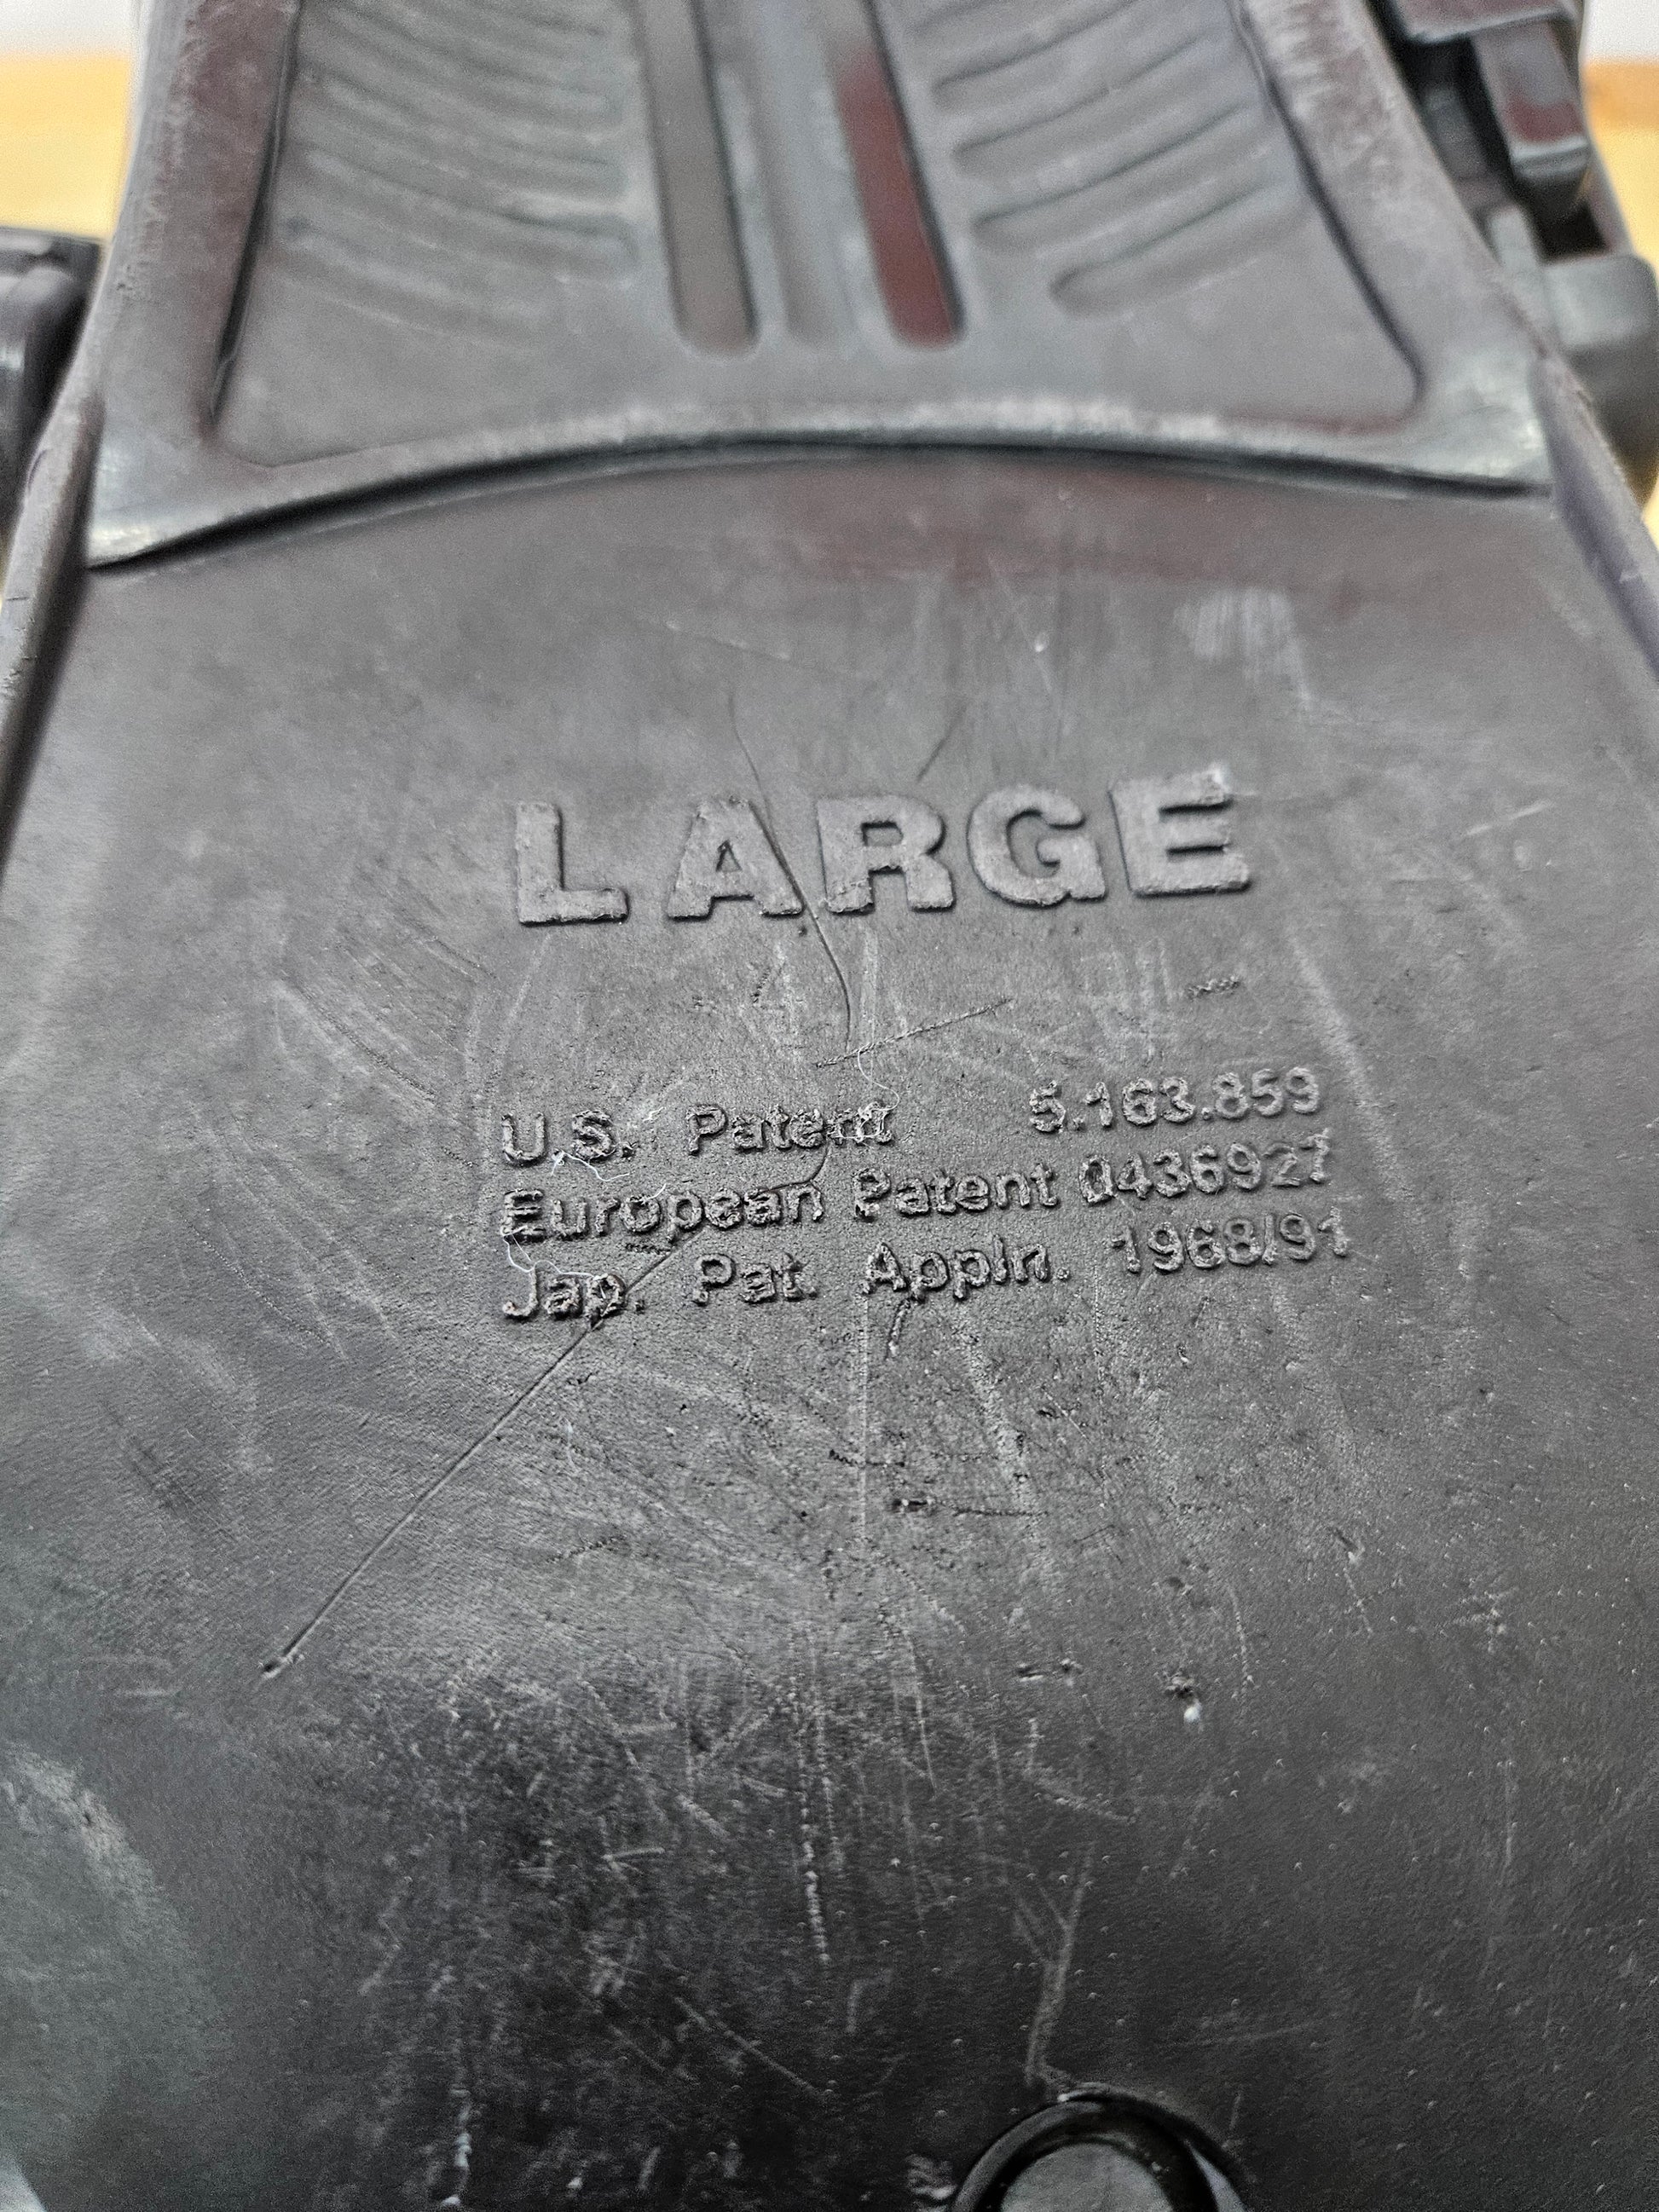 LARGE
U.S. Patent 5.163.859
European Patent 0436927
Jap. Pat. Appln. 1968/91